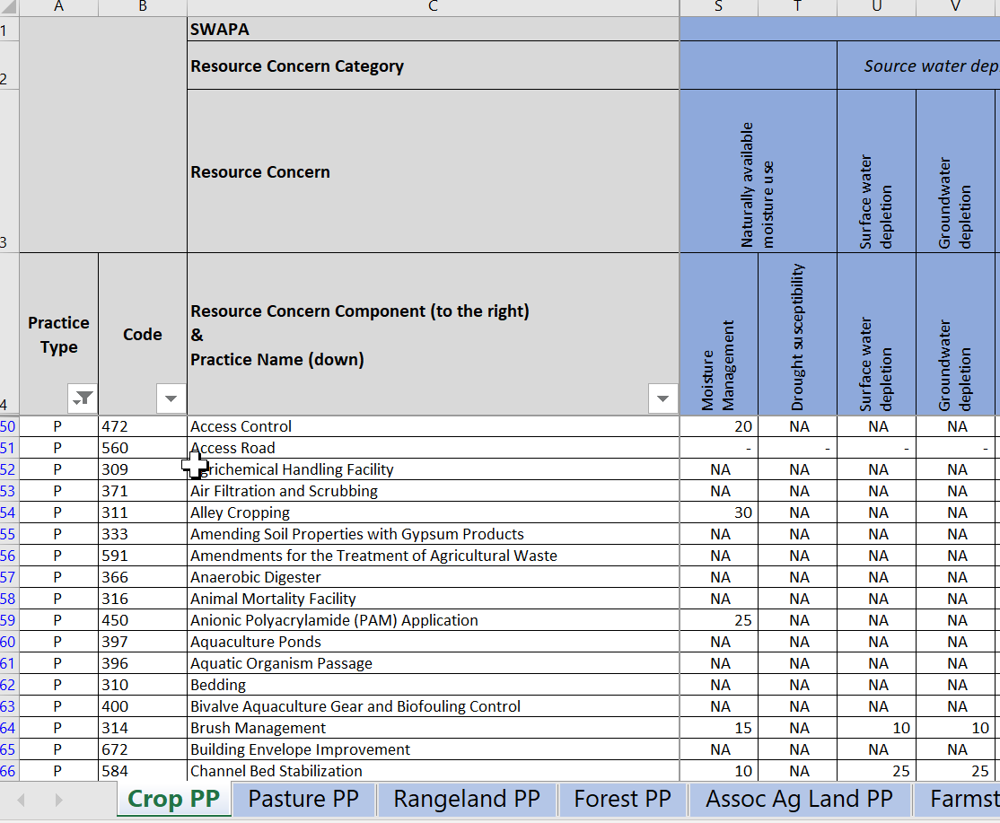 A B C S T U V
1 SWAPA
2 Resource Concern Category Source water dep
3 Resource Concern Naturally available moisture use Surface water depletion Groundwater depletion
4 Practice Type Code Resource Concern Component (to the right)
&
Practice Name (down) Moisture Management Drought susceptibility Surface water depletion Groundwater depletion
50 P 472 Access Control 20 NA NA NA
51 P 560 Access Road - - - -
52 P 309 grichemical Handling Facility NA NA NA NA
53 P 371 Air Filtration and Scrubbing NA NA NA NA
54 P 311 Alley Cropping 30 NA NA NA
55 P 333 Amending Soil Properties with Gypsum Products NA NA NA NA
56 P 591 Amendments for the Treatment of Agricultural Waste NA NA NA NA
57 P 366 Anaerobic Digester NA NA NA NA
58 P 316 Animal Mortality Facility NA NA NA NA
59 P 450 Anionic Polyacrylamide (PAM) Application 25 NA NA NA
60 P 397 Aquaculture Ponds NA NA NA NA
61 P 396 Aquatic Organism Passage NA NA NA NA
62 P 310 Bedding NA NA NA NA
63 P 400 Bivalve Aquaculture Gear and Biofouling Control NA NA NA NA
64 P 314 Brush Management 15 NA 10 10
65 P 672 Building Envelope Improvement NA NA NA NA
66 P 584 Channel Bed Stabilization 10 NA 25 25
Crop PP Pasture PP Rangeland PP Forest PP Assoc Ag Land PP Farmst